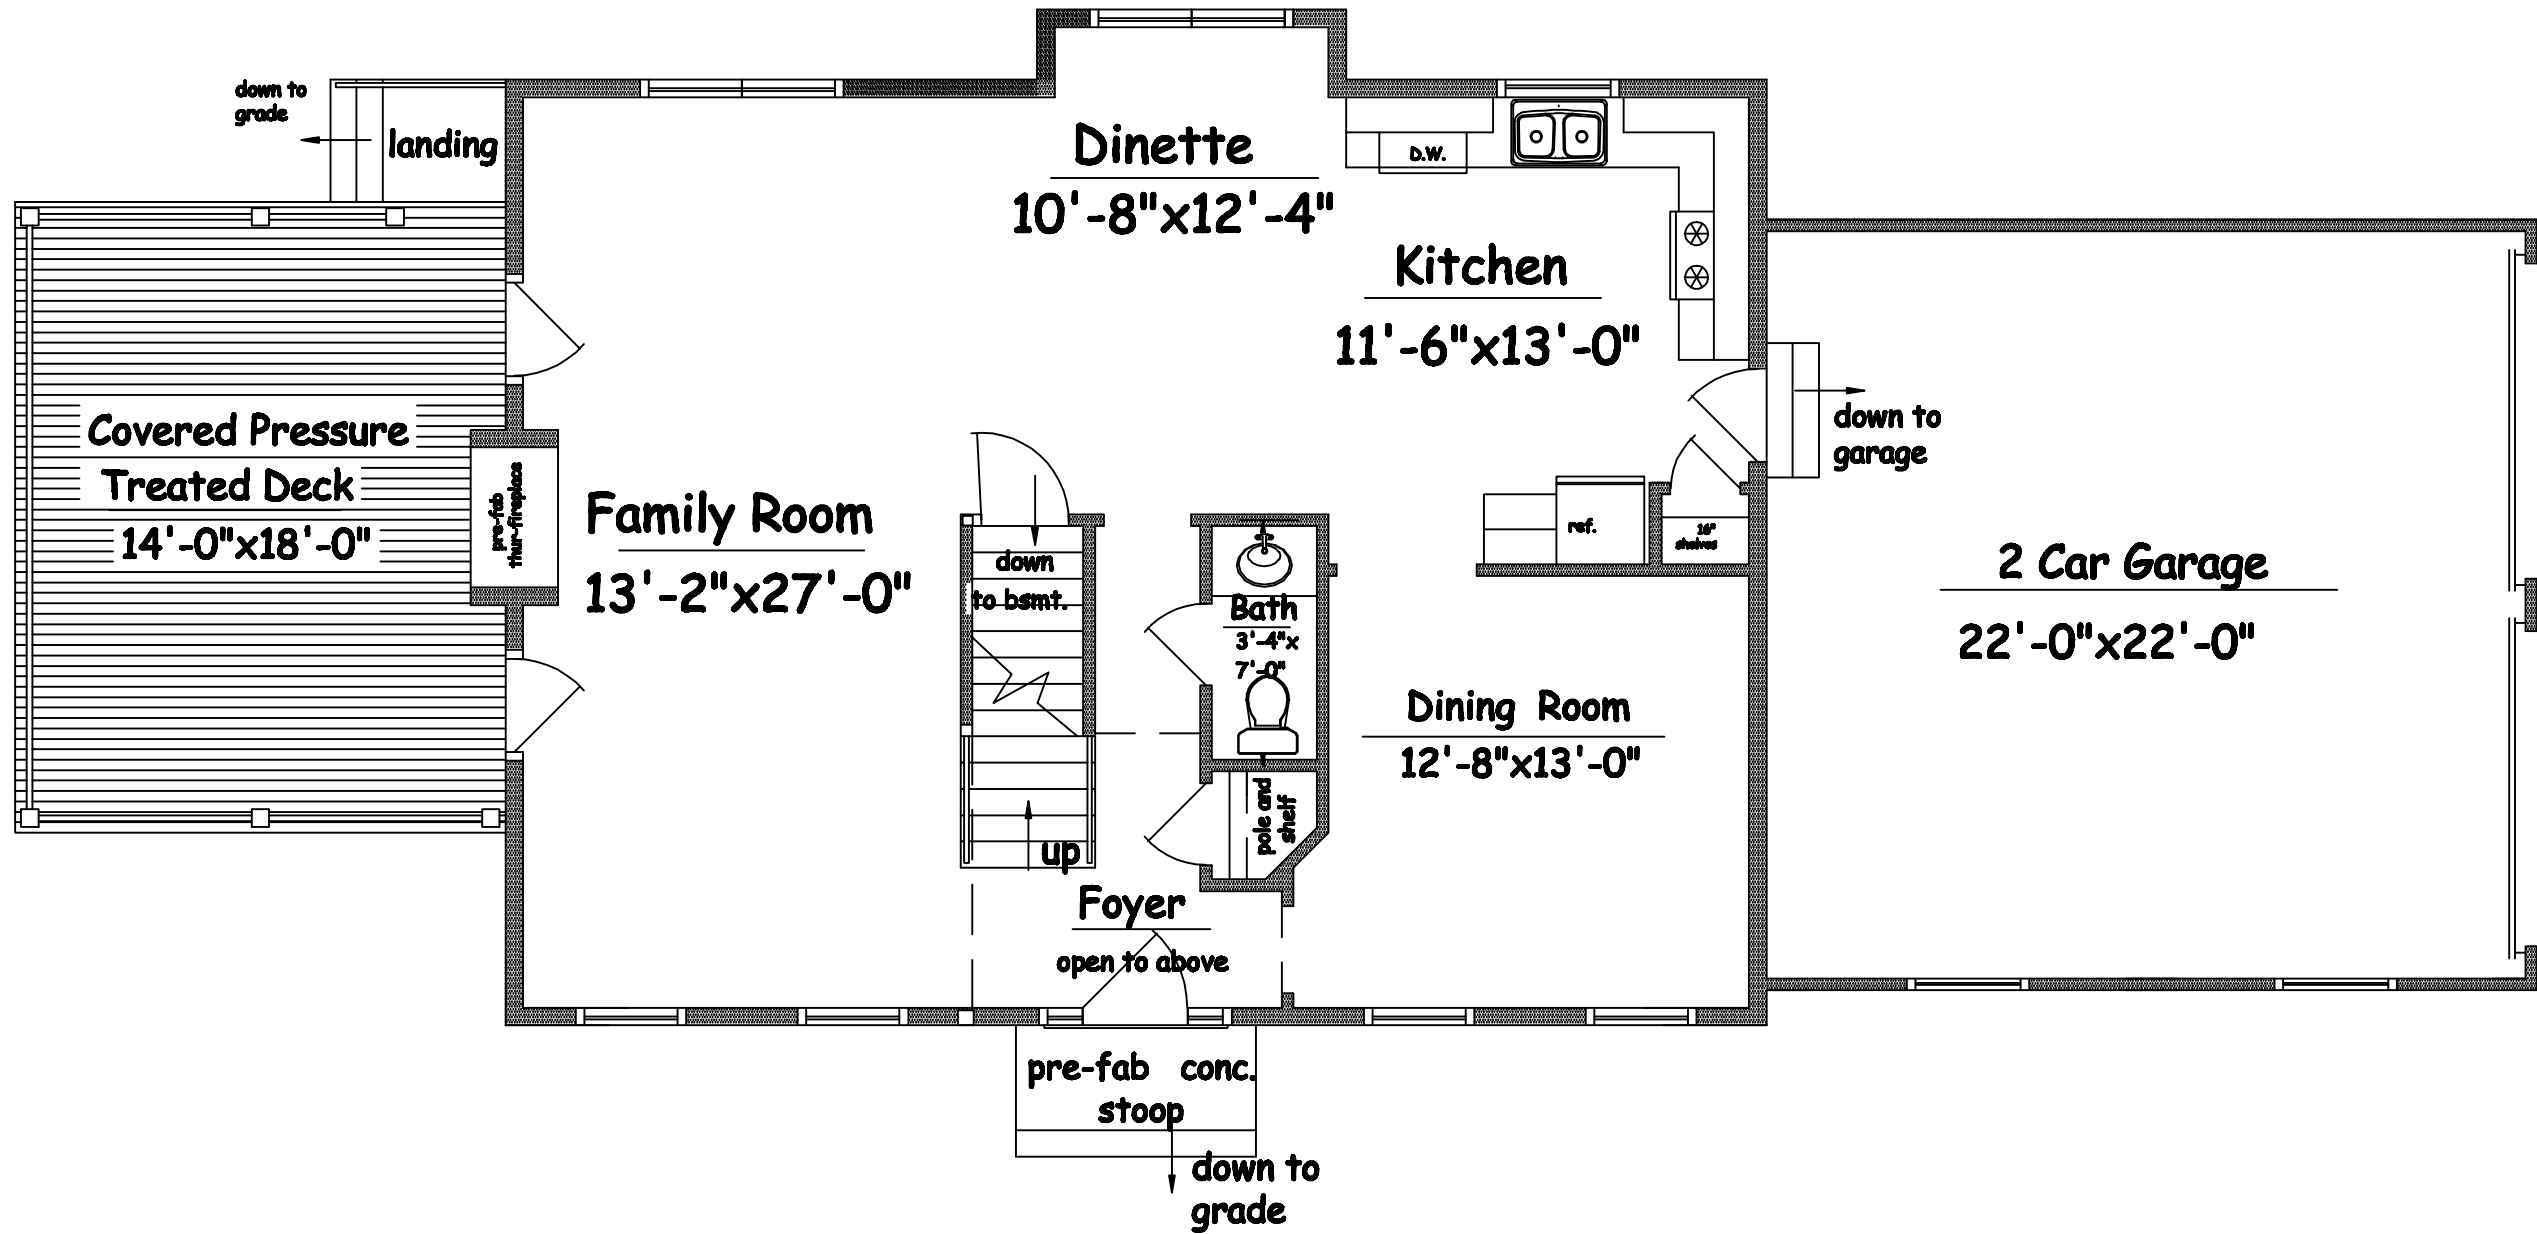 down to
grade
landing
Dinette
10'-8"x12'-4"
D.W.
Kitchen
11'-6"x13'-0"
down to
garage
Covered Pressure
Treated Deck
14'-0"x18'-0"
pre-fab
thur-fireplace
Family Room
13'-2"x27'-0"
down
to bsmt.
ref.
16"
shelves
2 Car Garage
22'-0"x22'-0"
Bath
3'-4"x
7'-0"
Dining Room
12'-8"x13'-0"
pole and
shelf
up
Foyer
open to above
pre-fab conc.
stoop
down to
grade